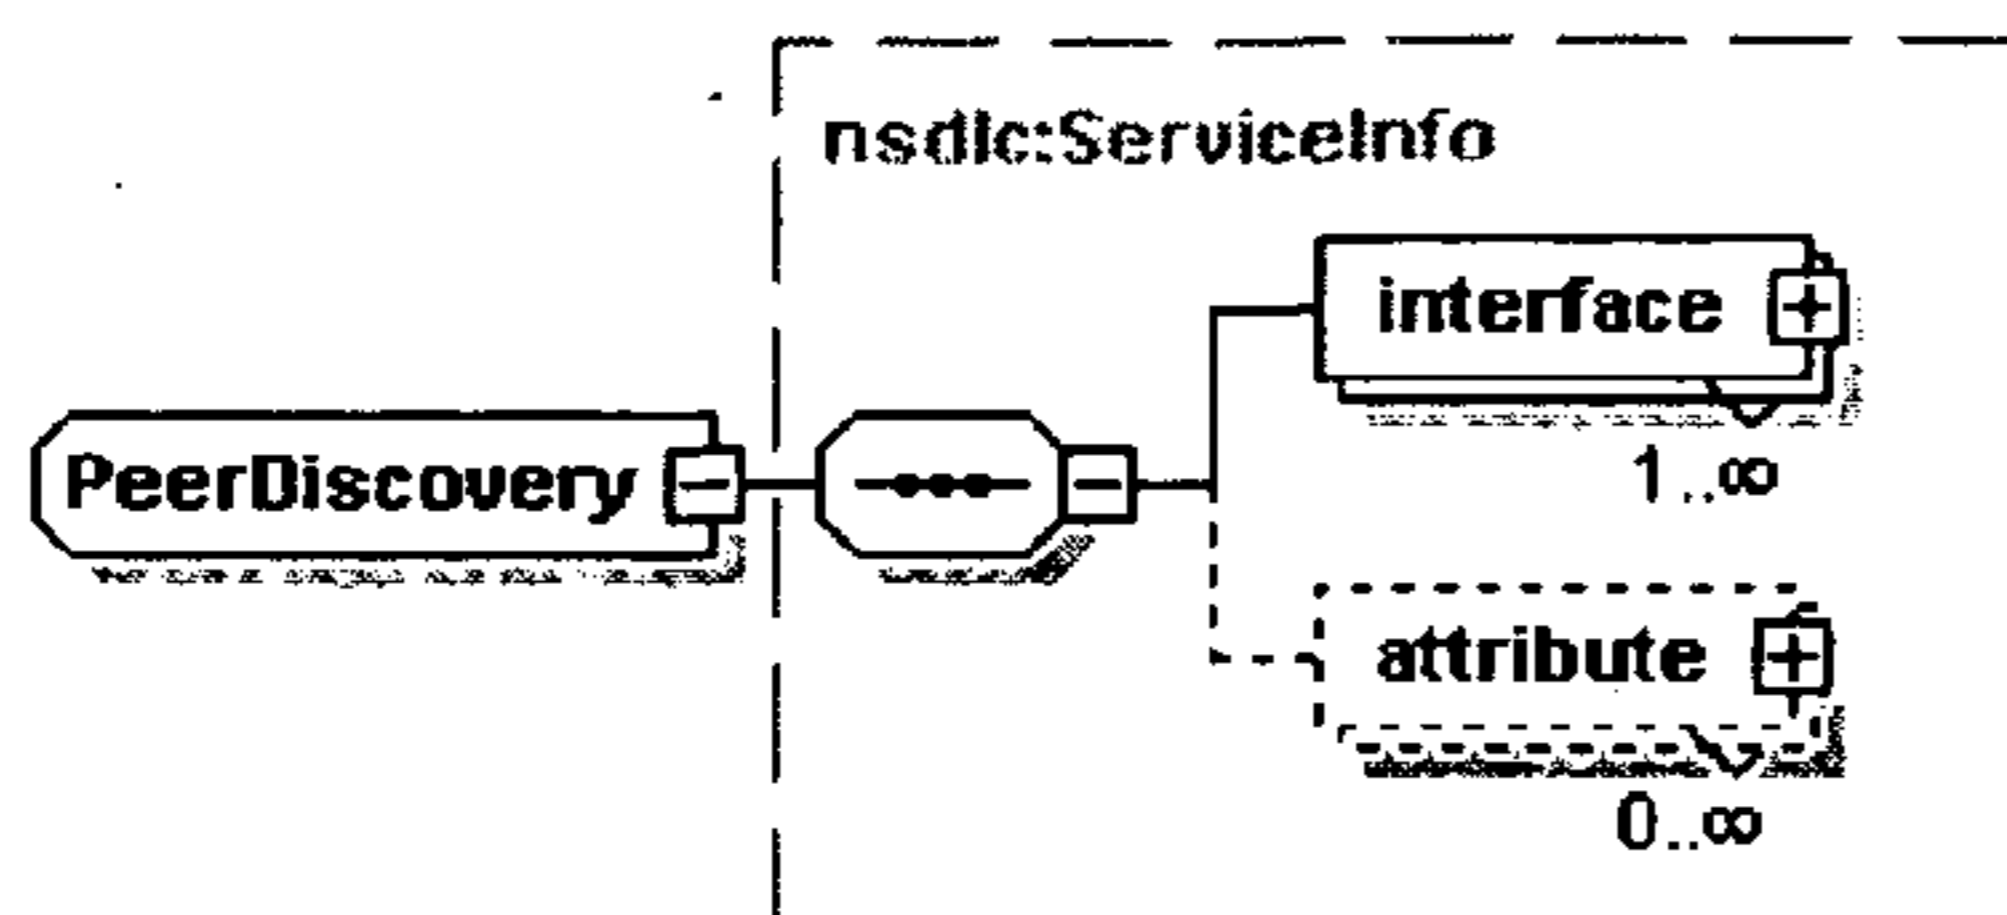 nsdlc:ServiceInfo
interface
1..∞
PeerDiscovery
attribute
0..∞